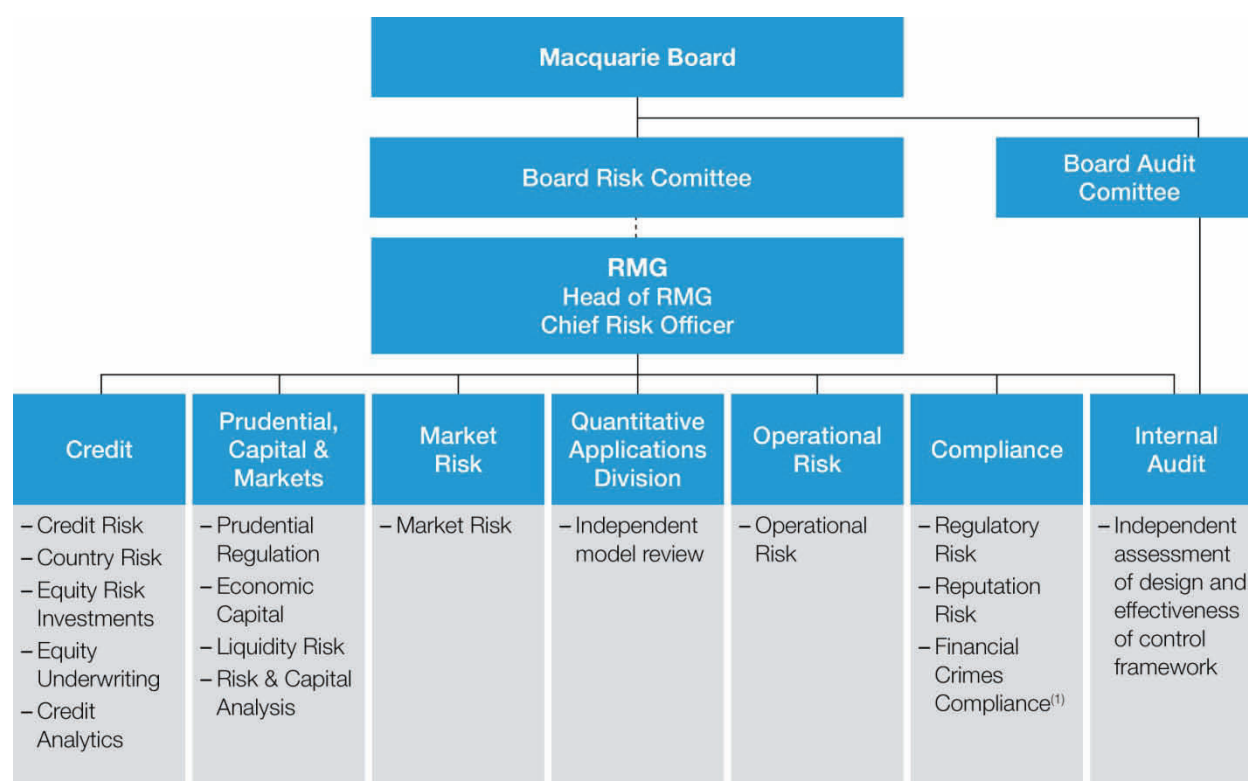 Macquarie Board
Board Risk Comittee
Board Audit
Comittee
RMG
Head of RMG
Chief Risk Officer
Credit
– Credit Risk
– Country Risk
– Equity Risk
Investments
– Equity
Underwriting
– Credit
Analytics
Prudential,
Capital &
Markets
– Prudential
Regulation
– Economic
Capital
– Liquidity Risk
– Risk & Capital
Analysis
Market
Risk
– Market Risk
Quantitative
Applications
Division
– Independent
model review
Operational
Risk
– Operational
Risk
Compliance
– Regulatory
Risk
– Reputation
Risk
– Financial
Crimes
Compliance(1)
Internal
Audit
– Independent
assessment
of design and
effectiveness
of control
framework